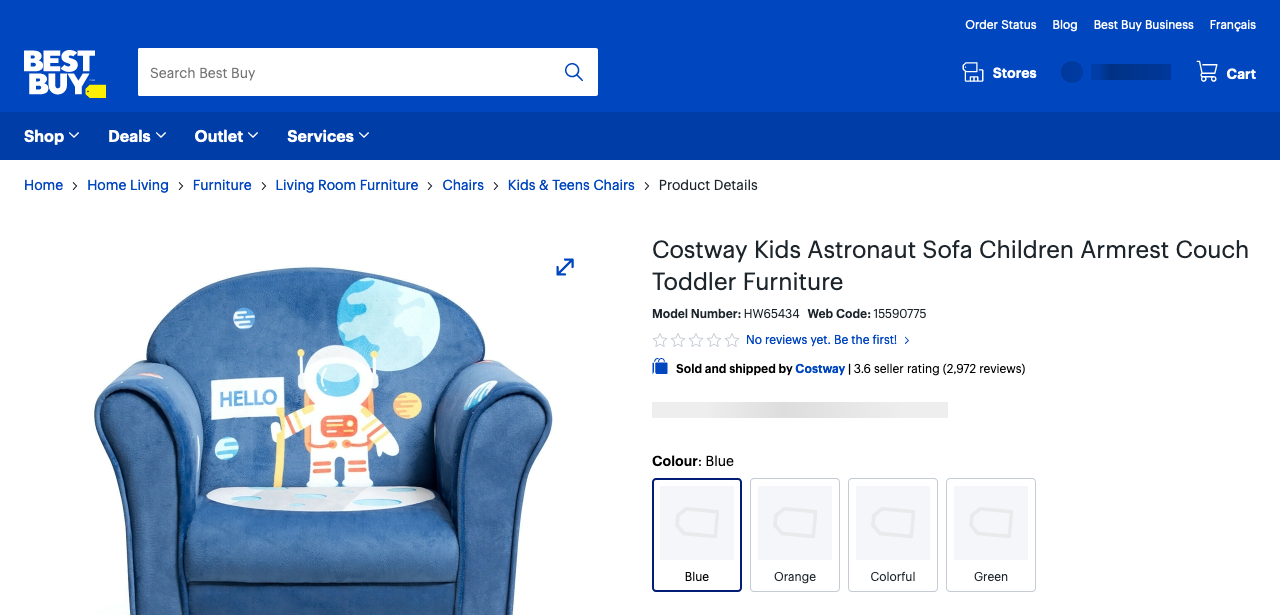 Order Status Blog Best Buy Business Français
BEST BUY
Search Best Buy
Stores
Cart
Shop Deals Outlet Services
Home > Home Living > Furniture > Living Room Furniture > Chairs > Kids & Teens Chairs > Product Details
Costway Kids Astronaut Sofa Children Armrest Couch
Toddler Furniture
Model Number: HW65434 Web Code: 15590775
No reviews yet. Be the first! >
Sold and shipped by Costway | 3.6 seller rating (2,972 reviews)
HELLO
Colour: Blue
Blue Orange Colorful Green